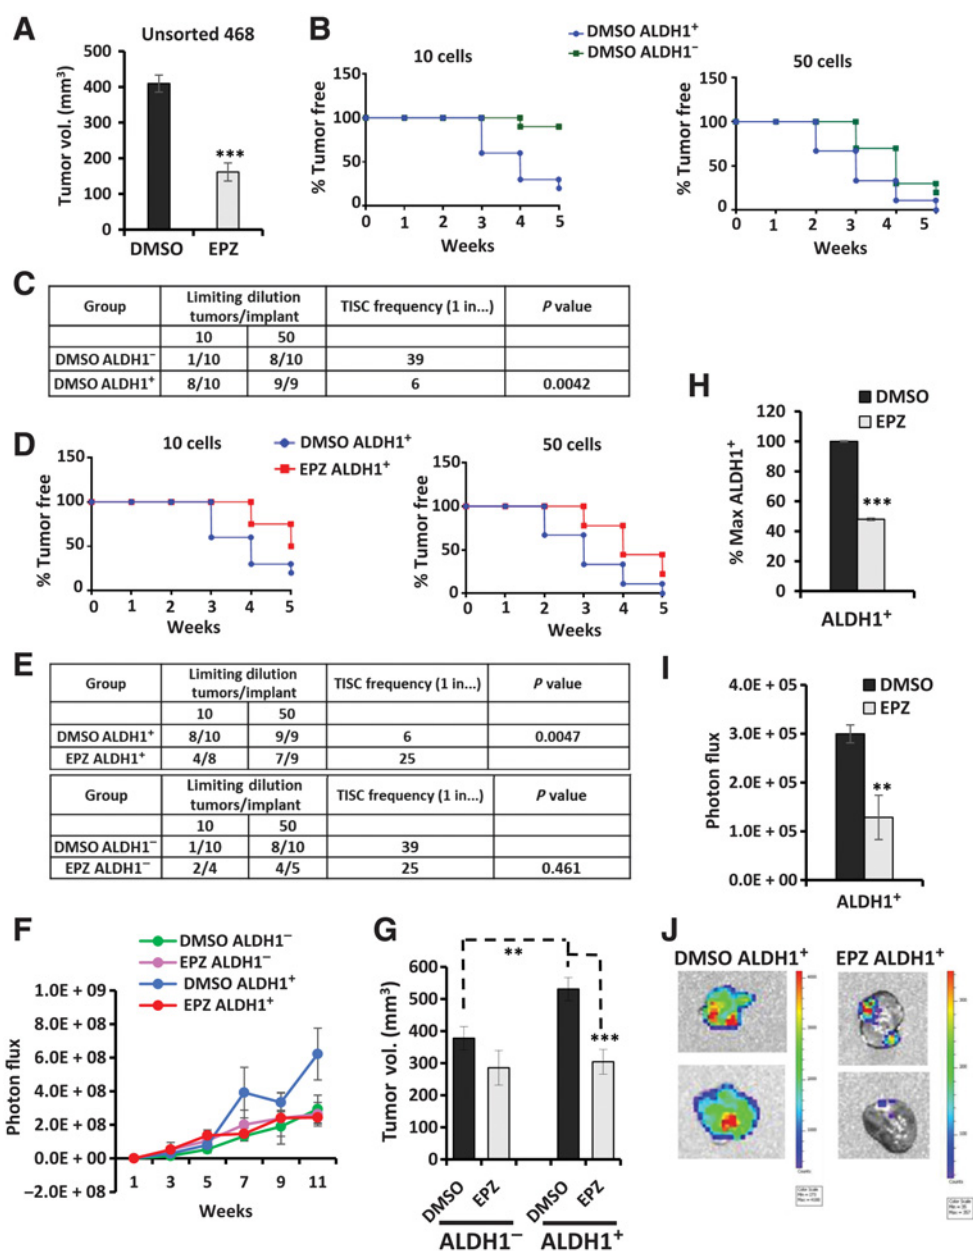 A
Unsorted 468
Tumor vol. (mm³)
500
400
300
200
100
0
***
DMSO
EPZ
B
DMSO ALDH1⁺
DMSO ALDH1⁻
10 cells
% Tumor free
150
100
50
0
0 1 2 3 4 5
Weeks
50 cells
% Tumor free
150
100
50
0
0 1 2 3 4 5
Weeks
C
Group Limiting dilution tumors/implant TISC frequency (1 in...) P value
10 50
DMSO ALDH1⁻ 1/10 8/10 39
DMSO ALDH1⁺ 8/10 9/9 6 0.0042
D
10 cells
DMSO ALDH1⁺
EPZ ALDH1⁺
50 cells
% Tumor free
150
100
50
0
0 1 2 3 4 5
Weeks
% Tumor free
150
100
50
0
0 1 2 3 4 5
Weeks
E
Group Limiting dilution tumors/implant TISC frequency (1 in...) P value
10 50
DMSO ALDH1⁺ 8/10 9/9 6 0.0047
EPZ ALDH1⁺ 4/8 7/9 25
Group Limiting dilution tumors/implant TISC frequency (1 in...) P value
10 50
DMSO ALDH1⁻ 1/10 8/10 39
EPZ ALDH1⁻ 2/4 4/5 25 0.461
F
DMSO ALDH1⁻
EPZ ALDH1⁻
DMSO ALDH1⁺
EPZ ALDH1⁺
Photon flux
1.0E + 09
8.0E + 08
6.0E + 08
4.0E + 08
2.0E + 08
0.0E + 00
−2.0E + 08
1 3 5 7 9 11
Weeks
G
Tumor vol. (mm³)
600
500
400
300
200
100
0
**
***
DMSO EPZ DMSO EPZ
ALDH1⁻ ALDH1⁺
H
DMSO
EPZ
% Max ALDH1⁺
120
100
80
60
40
20
0
***
ALDH1⁺
I
DMSO
EPZ
Photon flux
4.0E + 05
3.0E + 05
2.0E + 05
1.0E + 05
0.0E + 00
**
ALDH1⁺
J
DMSO ALDH1⁺ EPZ ALDH1⁺
Counts
Color Scale
Counts
Color Scale